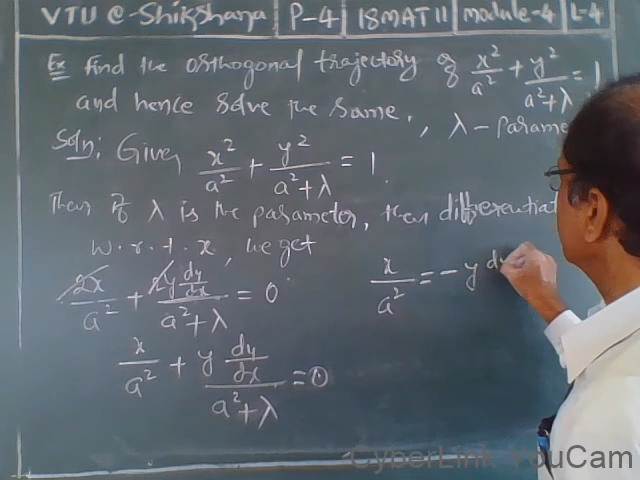 VTU @ Shikshana | P-4 | 18MAT11 | module-4 | L-4
Ex Find the orthogonal trajectory of x²/a² + y²/(a²+λ) = 1
and hence solve the same. , λ - parame
Soln: Given x²/a² + y²/(a²+λ) = 1
Then if λ is the parameter, then differentiat
w.r.t. x, we get
2x/a² + (2y dy/dx)/(a²+λ) = 0
x/a² = - y d
x/a² + (y dy/dx)/(a²+λ) = 0
CyberLink YouCam